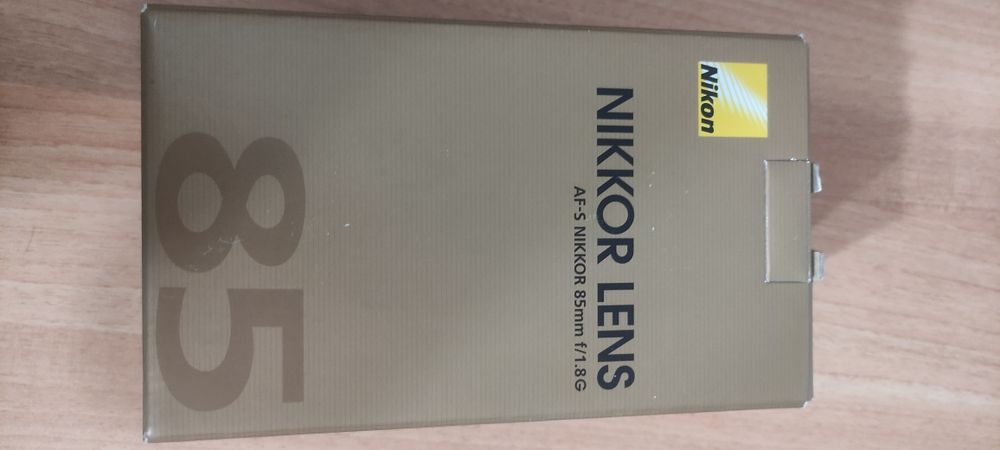 Nikon
NIKKOR LENS
AF-S NIKKOR 85mm f/1.8G
85